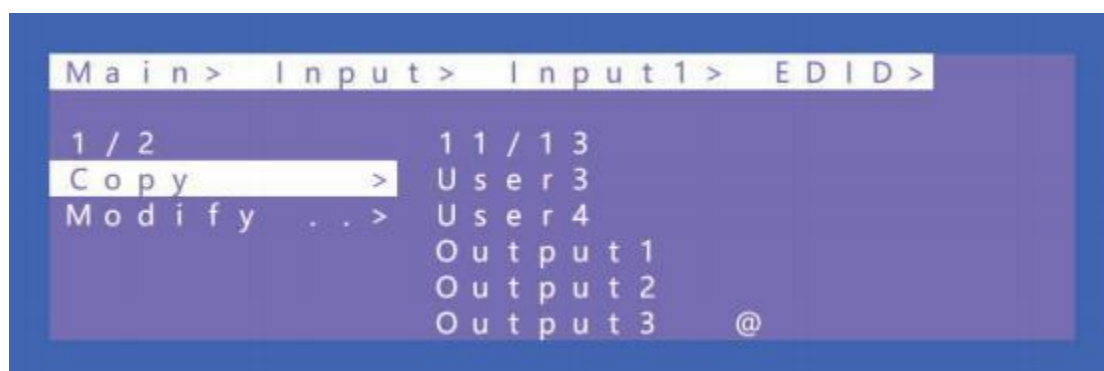 Main> Input> Input1> EDID>
1/2 11/13
Copy > User3
Modify ..> User4
Output1
Output2
Output3 @